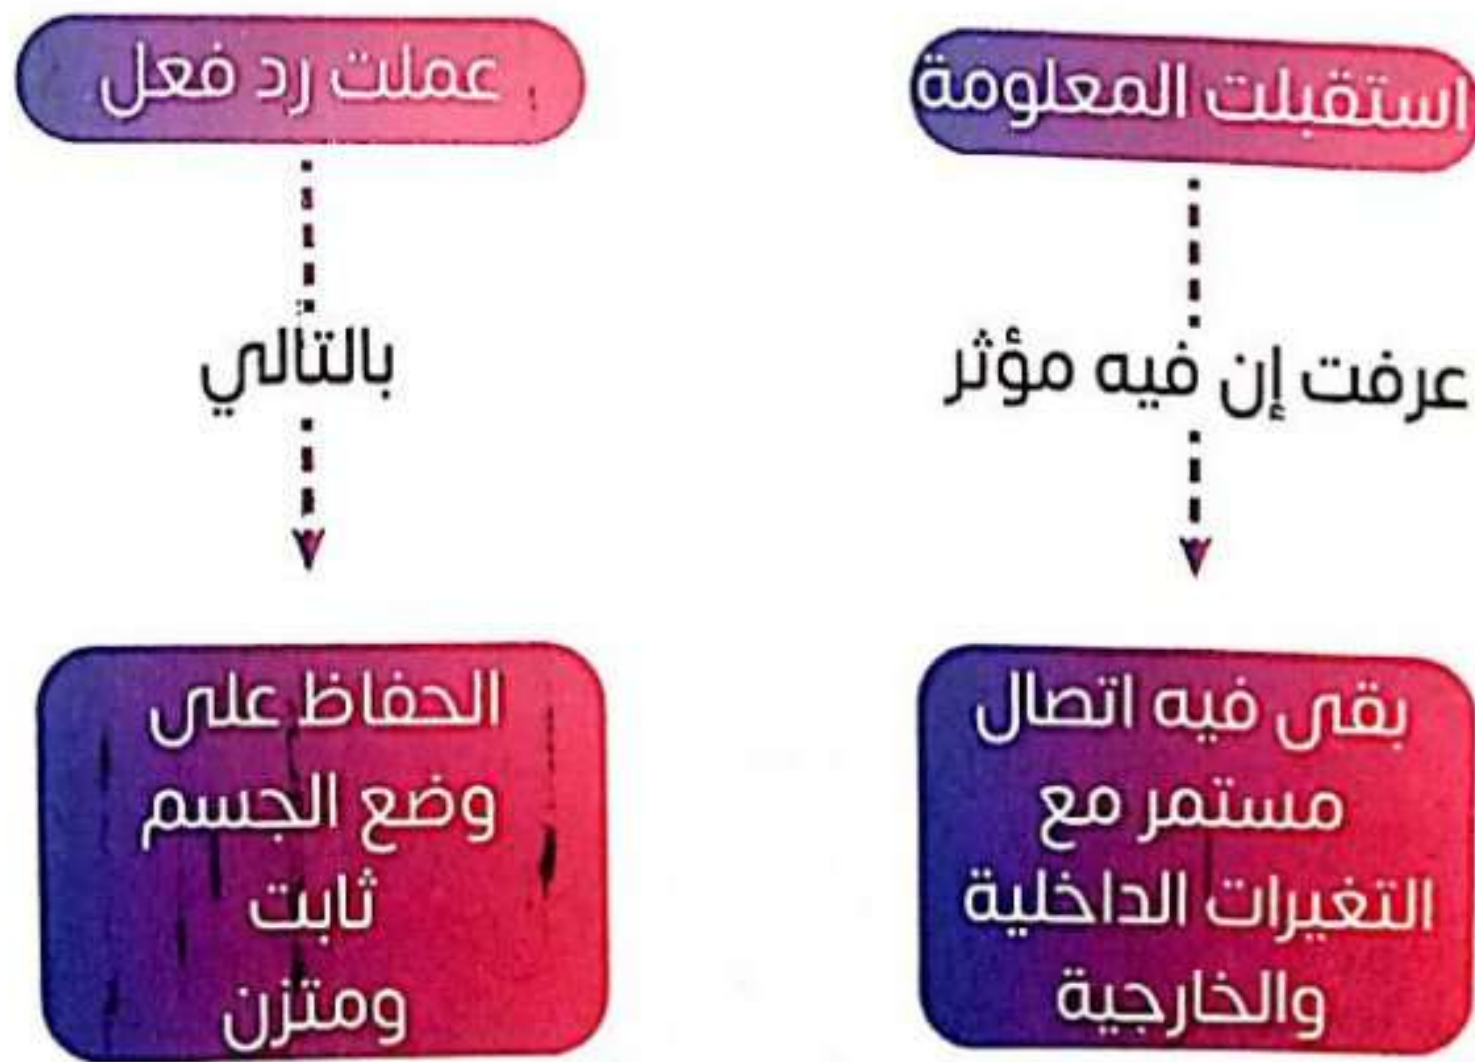 استقبلت المعلومة
عرفت إن فيه مؤثر
بقى فيه اتصال
مستمر مع
التغيرات الداخلية
والخارجية
عملت رد فعل
بالتالي
الحفاظ على
وضع الجسم
ثابت
ومتزن